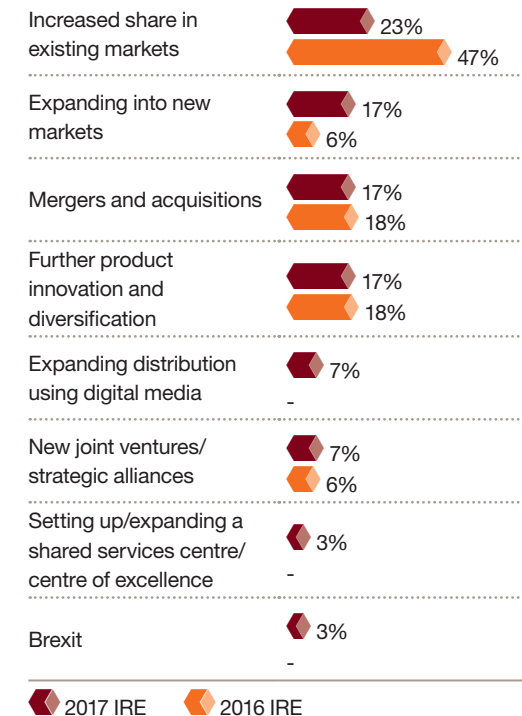 Increased share in
existing markets
23%
47%
Expanding into new
markets
17%
6%
Mergers and acquisitions
17%
18%
Further product
innovation and
diversification
17%
18%
Expanding distribution
using digital media
7%
-
New joint ventures/
strategic alliances
7%
6%
Setting up/expanding a
shared services centre/
centre of excellence
3%
-
Brexit
3%
-
2017 IRE 2016 IRE